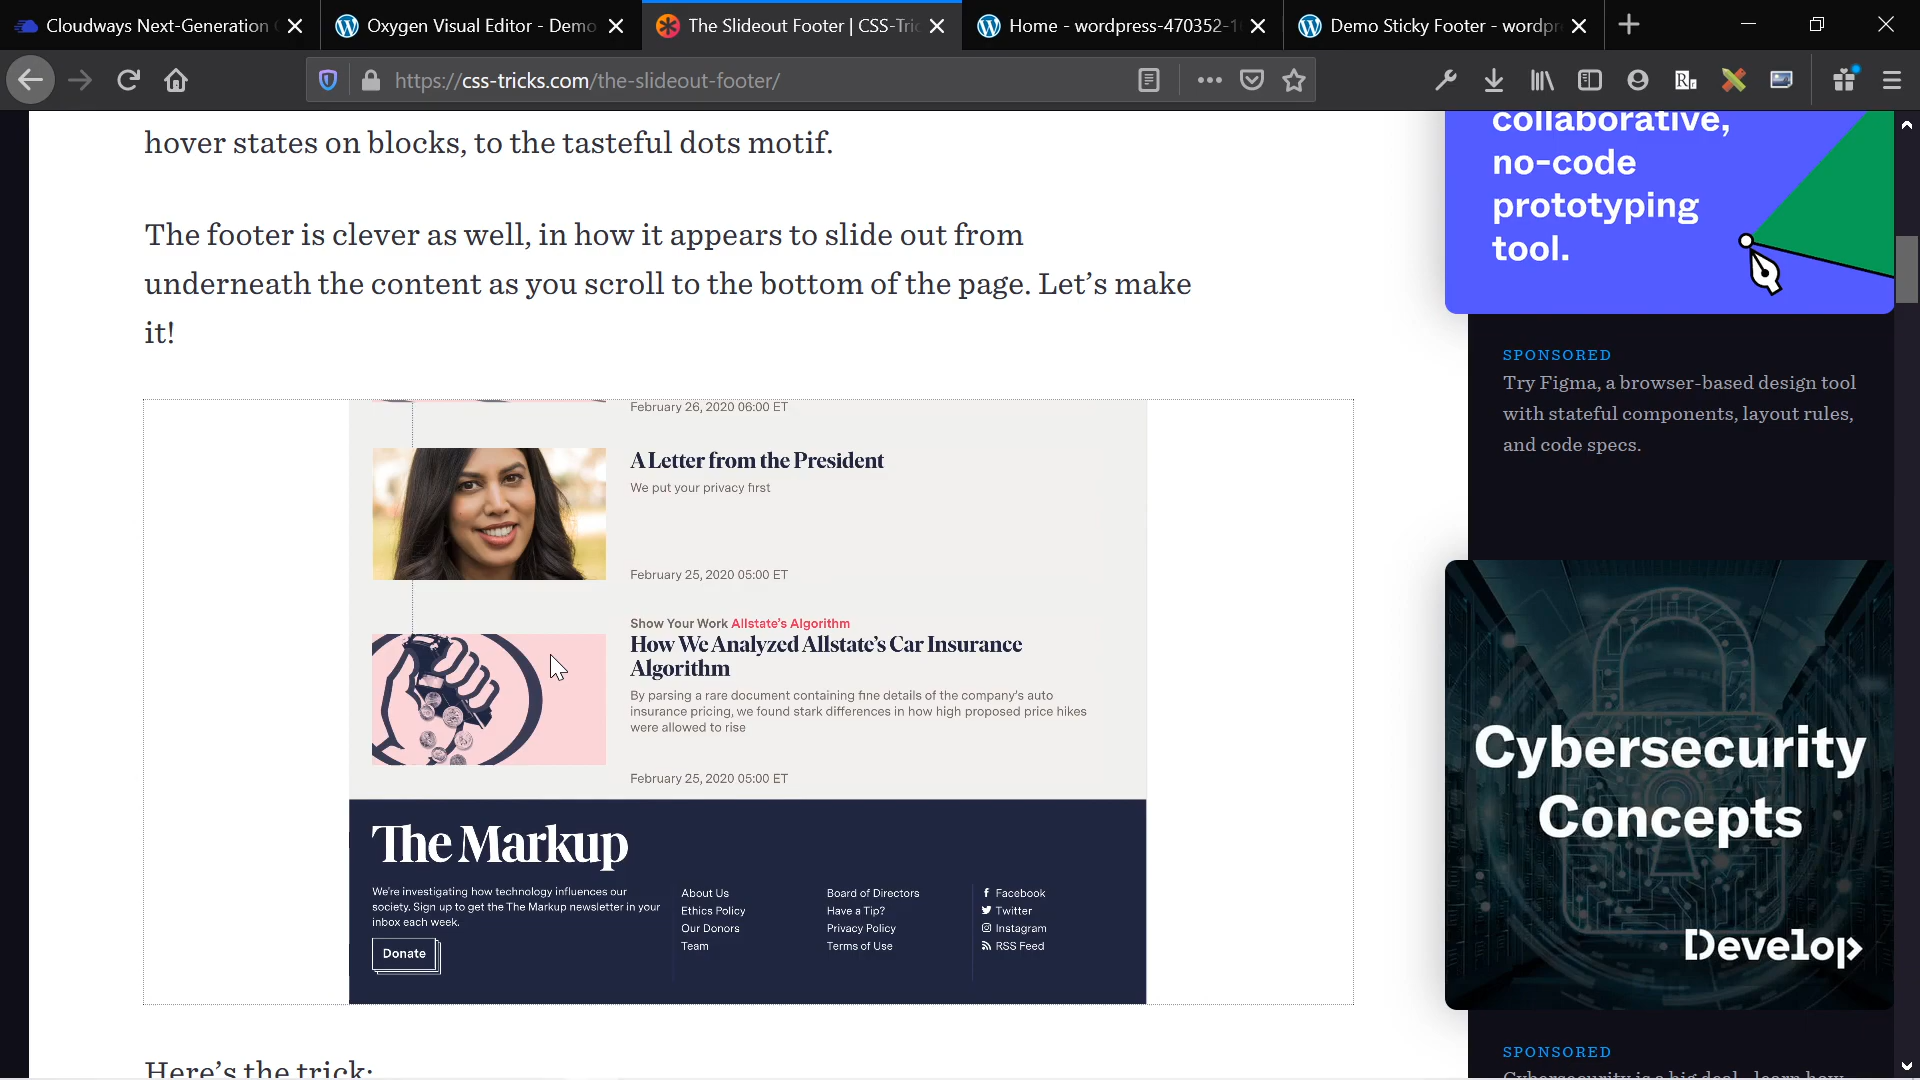 Cloudways Next-Generation
Oxygen Visual Editor - Demo
The Slideout Footer | CSS-Tric
Home - wordpress-470352-1
Demo Sticky Footer - wordpr
https://css-tricks.com/the-slideout-footer/
hover states on blocks, to the tasteful dots motif.
The footer is clever as well, in how it appears to slide out from
underneath the content as you scroll to the bottom of the page. Let's make
it!
February 26, 2020 06:00 ET
A Letter from the President
We put your privacy first
February 25, 2020 05:00 ET
Show Your Work Allstate's Algorithm
How We Analyzed Allstate's Car Insurance
Algorithm
By parsing a rare document containing fine details of the company's auto
insurance pricing, we found stark differences in how high proposed price hikes
were allowed to rise
February 25, 2020 05:00 ET
The Markup
We're investigating how technology influences our
society. Sign up to get the The Markup newsletter in your
inbox each week.
Donate
About Us
Ethics Policy
Our Donors
Team
Board of Directors
Have a Tip?
Privacy Policy
Terms of Use
Facebook
Twitter
Instagram
RSS Feed
Here's the trick:
collaborative,
no-code
prototyping
tool.
SPONSORED
Try Figma, a browser-based design tool
with stateful components, layout rules,
and code specs.
Cybersecurity
Concepts
Develop
SPONSORED
Cybersecurity is a big deal—learn how